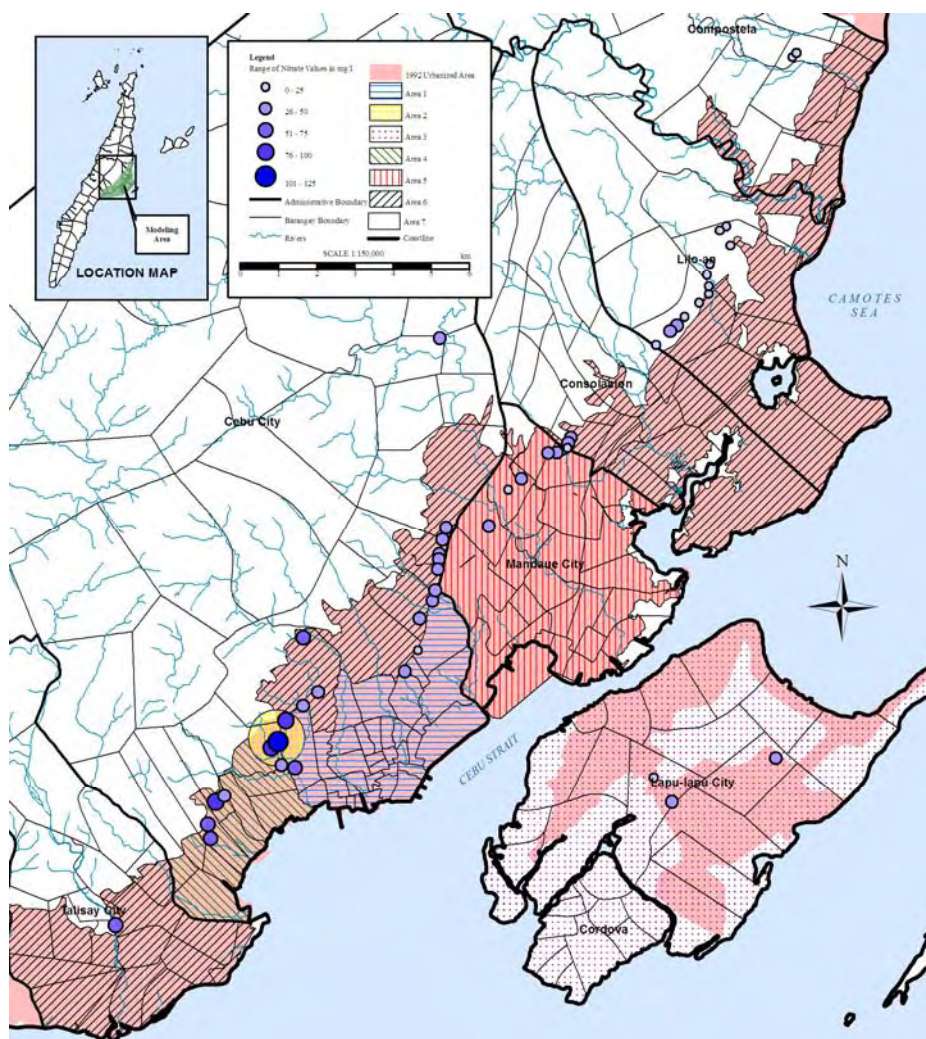 Compostela
Legend
Range of Nitrate Values in mg/l
0 - 25
26 - 50
51 - 75
76 - 100
101 - 125
Administrative Boundary
Barangay Boundary
Rivers
1992 Urbanized Area
Area 1
Area 2
Area 3
Area 4
Area 5
Area 6
Area 7
Coastline
SCALE 1:150,000
km
0 1 2 3 4 5 6
Modeling
Area
LOCATION MAP
Lilo-an
CAMOTES
SEA
Consolacion
Cebu City
Mandaue City
N
CEBU STRAIT
Lapu-lapu City
Talisay City
Cordova